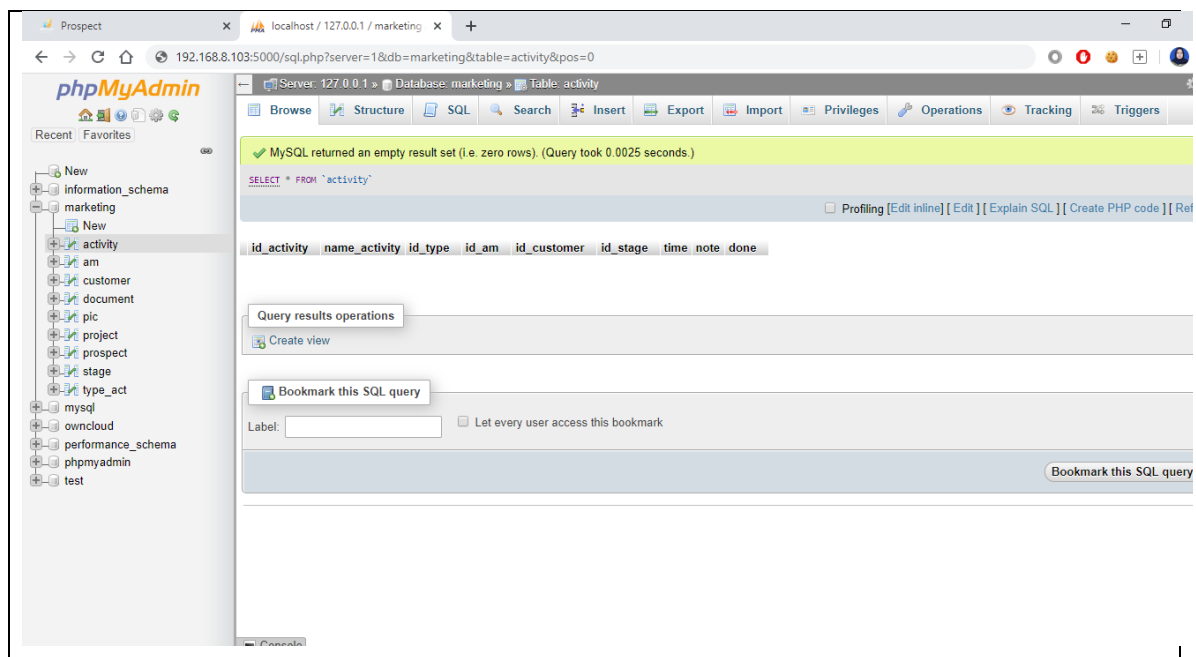 Prospect
localhost / 127.0.0.1 / marketing
192.168.8.103:5000/sql.php?server=1&db=marketing&table=activity&pos=0
phpMyAdmin
Recent Favorites
New
information_schema
marketing
New
activity
am
customer
document
pic
project
prospect
stage
type_act
mysql
owncloud
performance_schema
phpmyadmin
test
Server: 127.0.0.1 » Database: marketing » Table: activity
Browse Structure SQL Search Insert Export Import Privileges Operations Tracking Triggers
MySQL returned an empty result set (i.e. zero rows). (Query took 0.0025 seconds.)
SELECT * FROM `activity`
Profiling [Edit inline] [ Edit ] [ Explain SQL ] [ Create PHP code ] [ Ref
id_activity name_activity id_type id_am id_customer id_stage time note done
Query results operations
Create view
Bookmark this SQL query
Label: Let every user access this bookmark
Bookmark this SQL query
Console